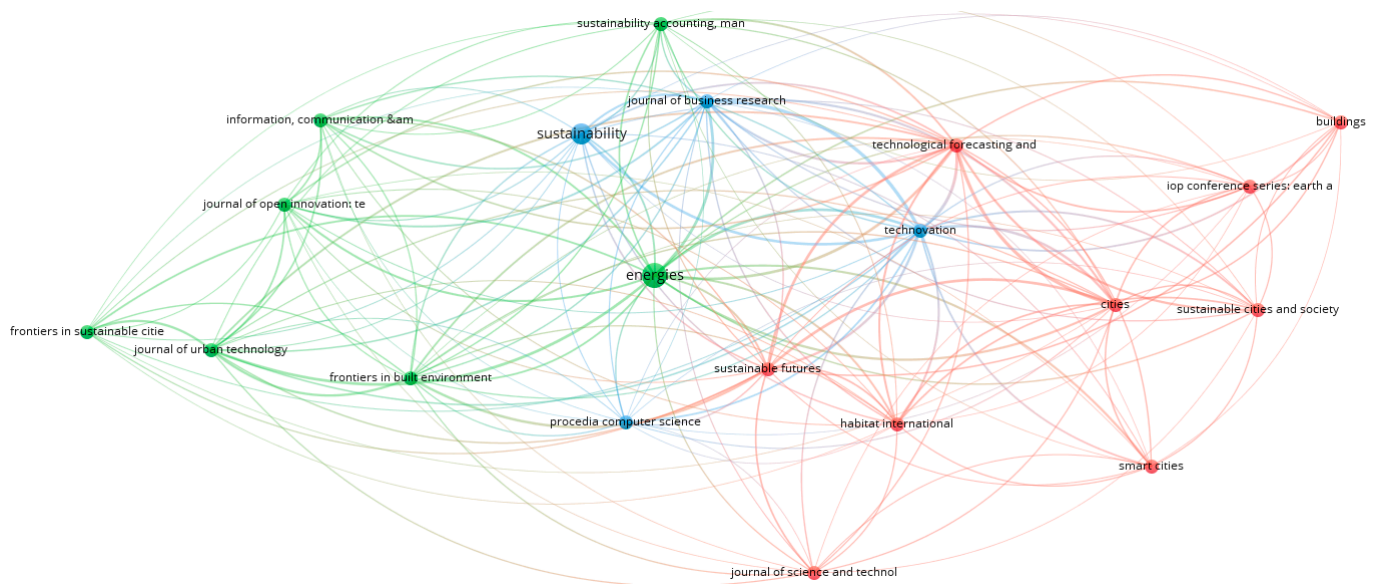 sustainability accounting, man
journal of business research
information, communication &am
buildings
sustainability
technological forecasting and
iop conference series: earth a
journal of open innovation: te
technovation
energies
cities
sustainable cities and society
frontiers in sustainable citie
journal of urban technology
sustainable futures
frontiers in built environment
procedia computer science
habitat international
smart cities
journal of science and technol